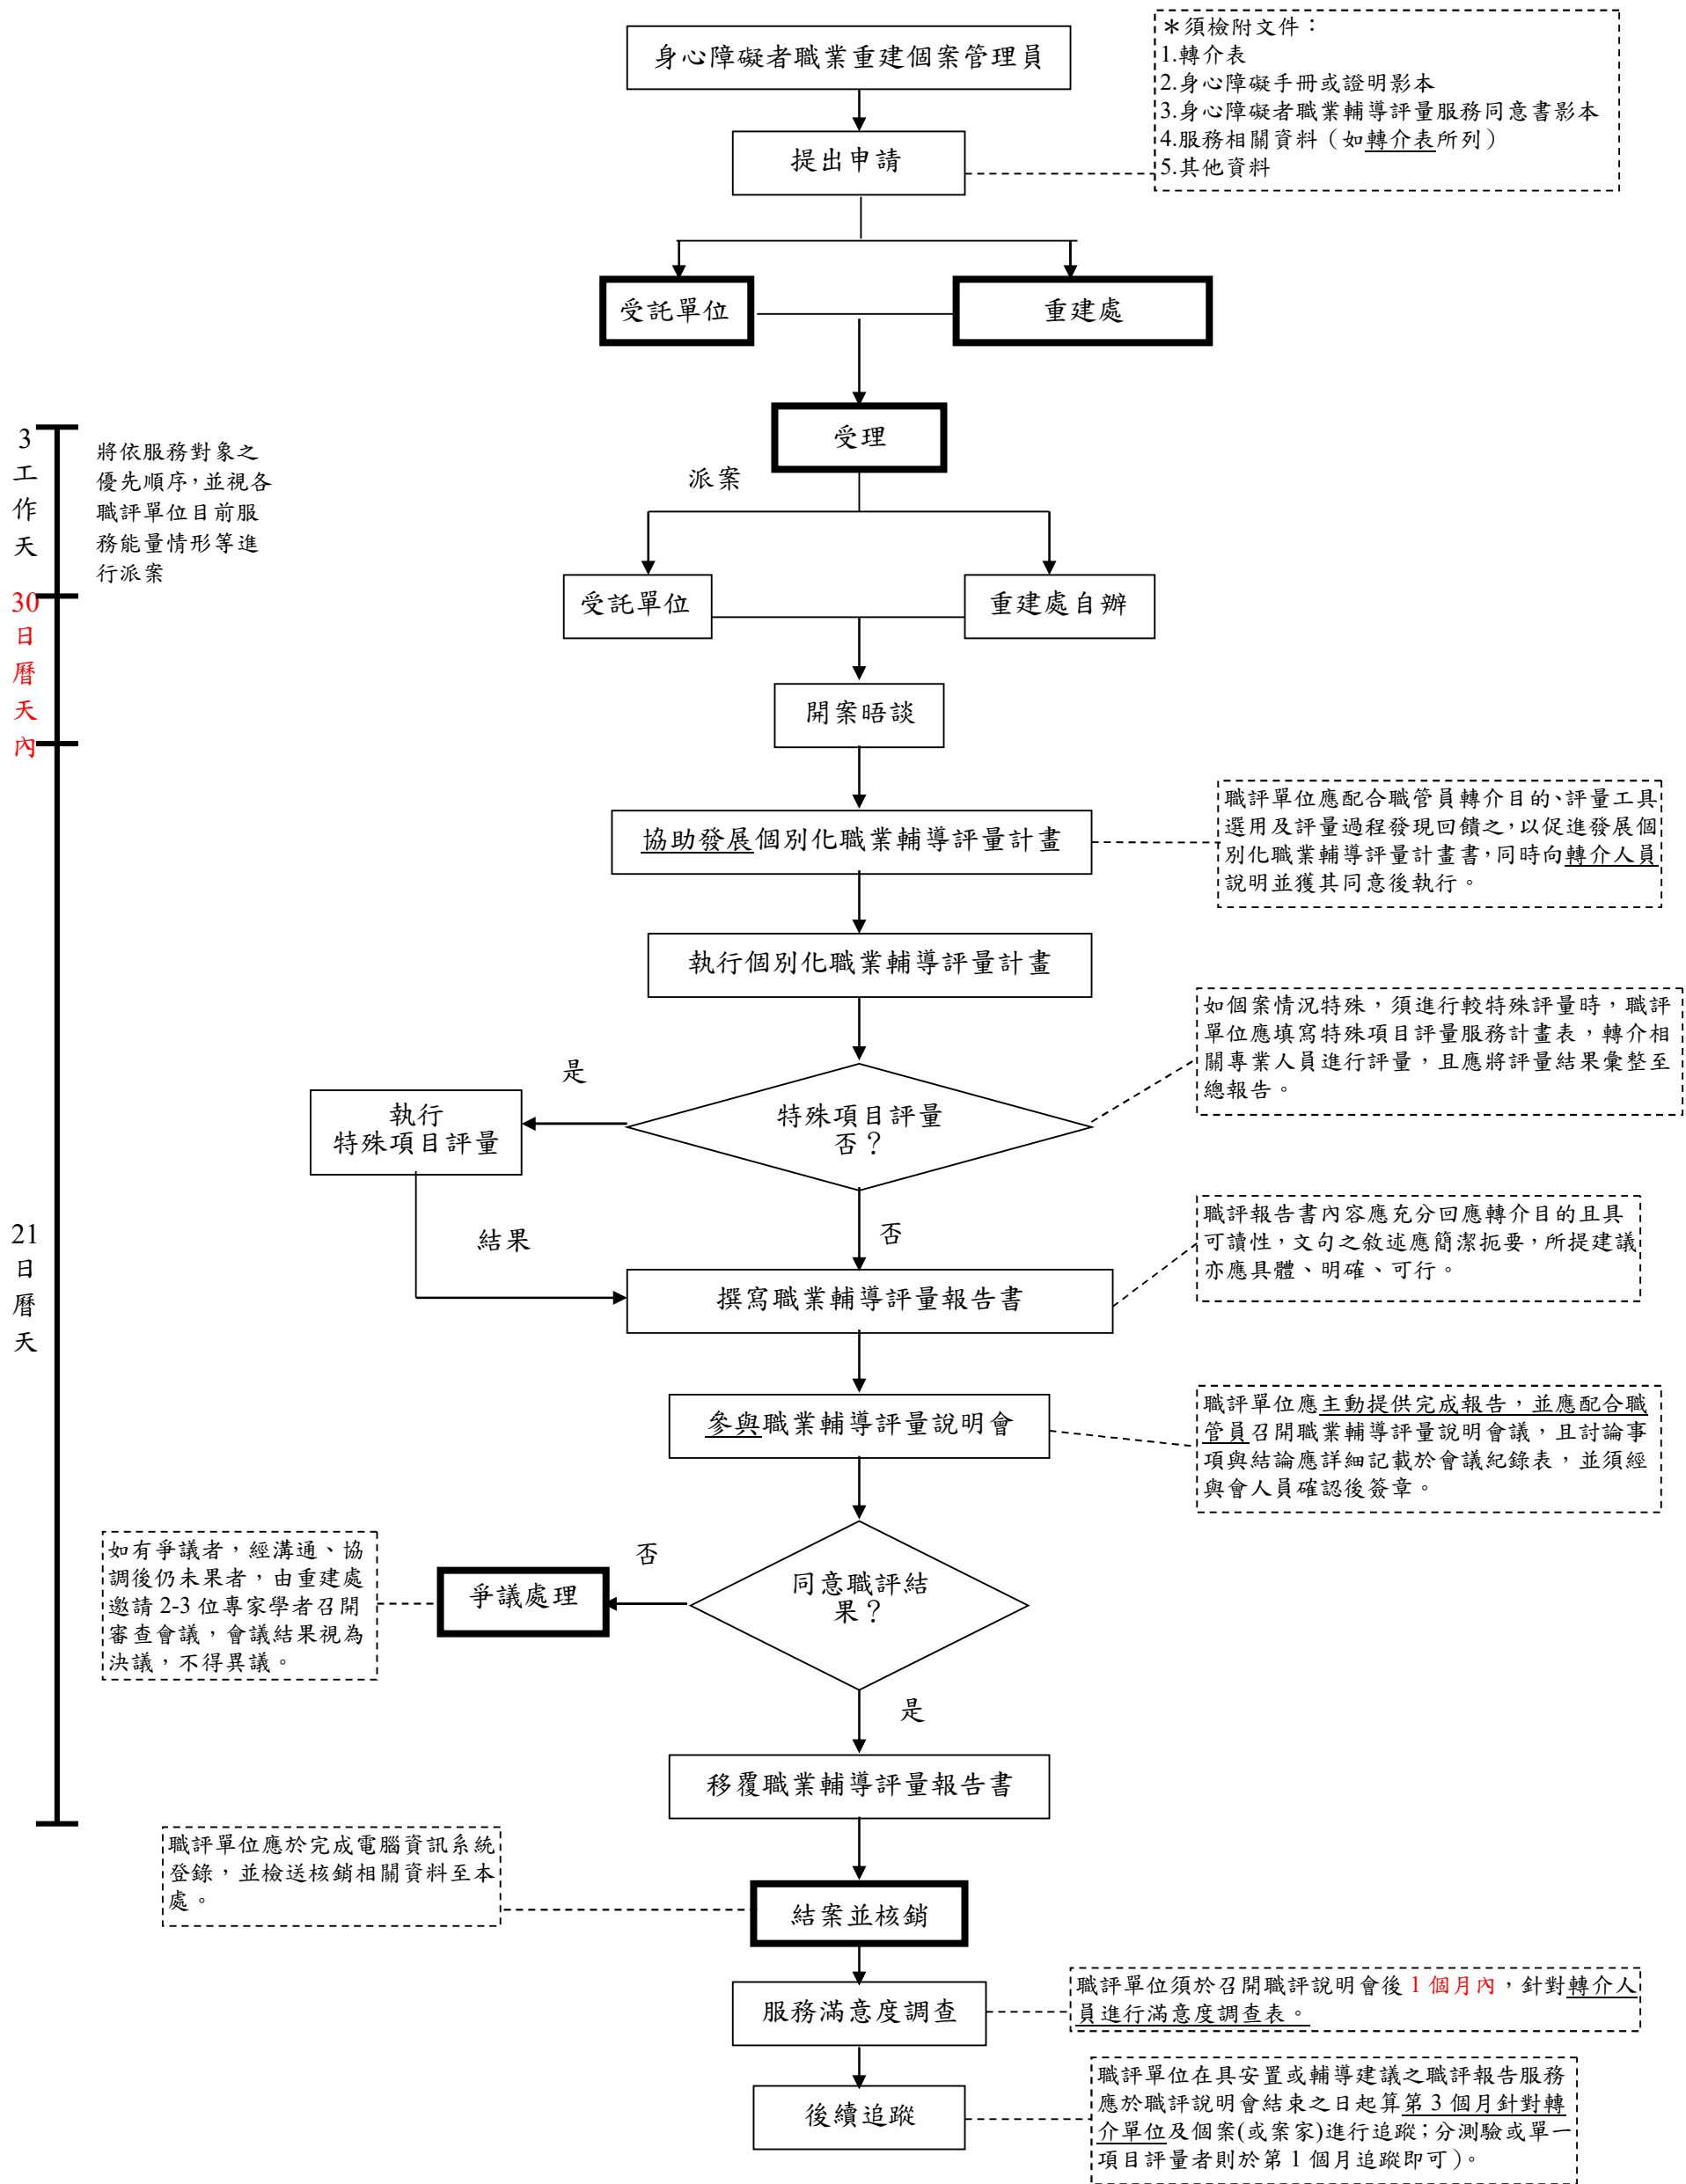 身心障礙者職業重建個案管理員
＊須檢附文件：
1.轉介表
2.身心障礙手冊或證明影本
3.身心障礙者職業輔導評量服務同意書影本
4.服務相關資料（如轉介表所列）
5.其他資料
提出申請
受託單位
重建處
受理
派案
3
工
作
天
將依服務對象之
優先順序，並視各
職評單位目前服
務能量情形等進
行派案
受託單位
重建處自辦
30
日
曆
天
內
開案晤談
協助發展個別化職業輔導評量計畫
職評單位應配合職管員轉介目的、評量工具
選用及評量過程發現回饋之，以促進發展個
別化職業輔導評量計畫書，同時向轉介人員
說明並獲其同意後執行。
執行個別化職業輔導評量計畫
如個案情況特殊，須進行較特殊評量時，職評
單位應填寫特殊項目評量服務計畫表，轉介相
關專業人員進行評量，且應將評量結果彙整至
總報告。
是
特殊項目評量
否？
執行
特殊項目評量
結果
否
21
日
曆
天
職評報告書內容應充分回應轉介目的且具
可讀性，文句之敘述應簡潔扼要，所提建議
亦應具體、明確、可行。
撰寫職業輔導評量報告書
參與職業輔導評量說明會
職評單位應主動提供完成報告，並應配合職
管員召開職業輔導評量說明會議，且討論事
項與結論應詳細記載於會議紀錄表，並須經
與會人員確認後簽章。
如有爭議者，經溝通、協
調後仍未果者，由重建處
邀請 2-3 位專家學者召開
審查會議，會議結果視為
決議，不得異議。
否
爭議處理
同意職評結
果？
是
移覆職業輔導評量報告書
職評單位應於完成電腦資訊系統
登錄，並檢送核銷相關資料至本
處。
結案並核銷
服務滿意度調查
職評單位須於召開職評說明會後 1 個月內，針對轉介人
員進行滿意度調查表。
後續追蹤
職評單位在具安置或輔導建議之職評報告服務
應於職評說明會結束之日起算第 3 個月針對轉
介單位及個案(或案家)進行追蹤；分測驗或單一
項目評量者則於第 1 個月追蹤即可）。